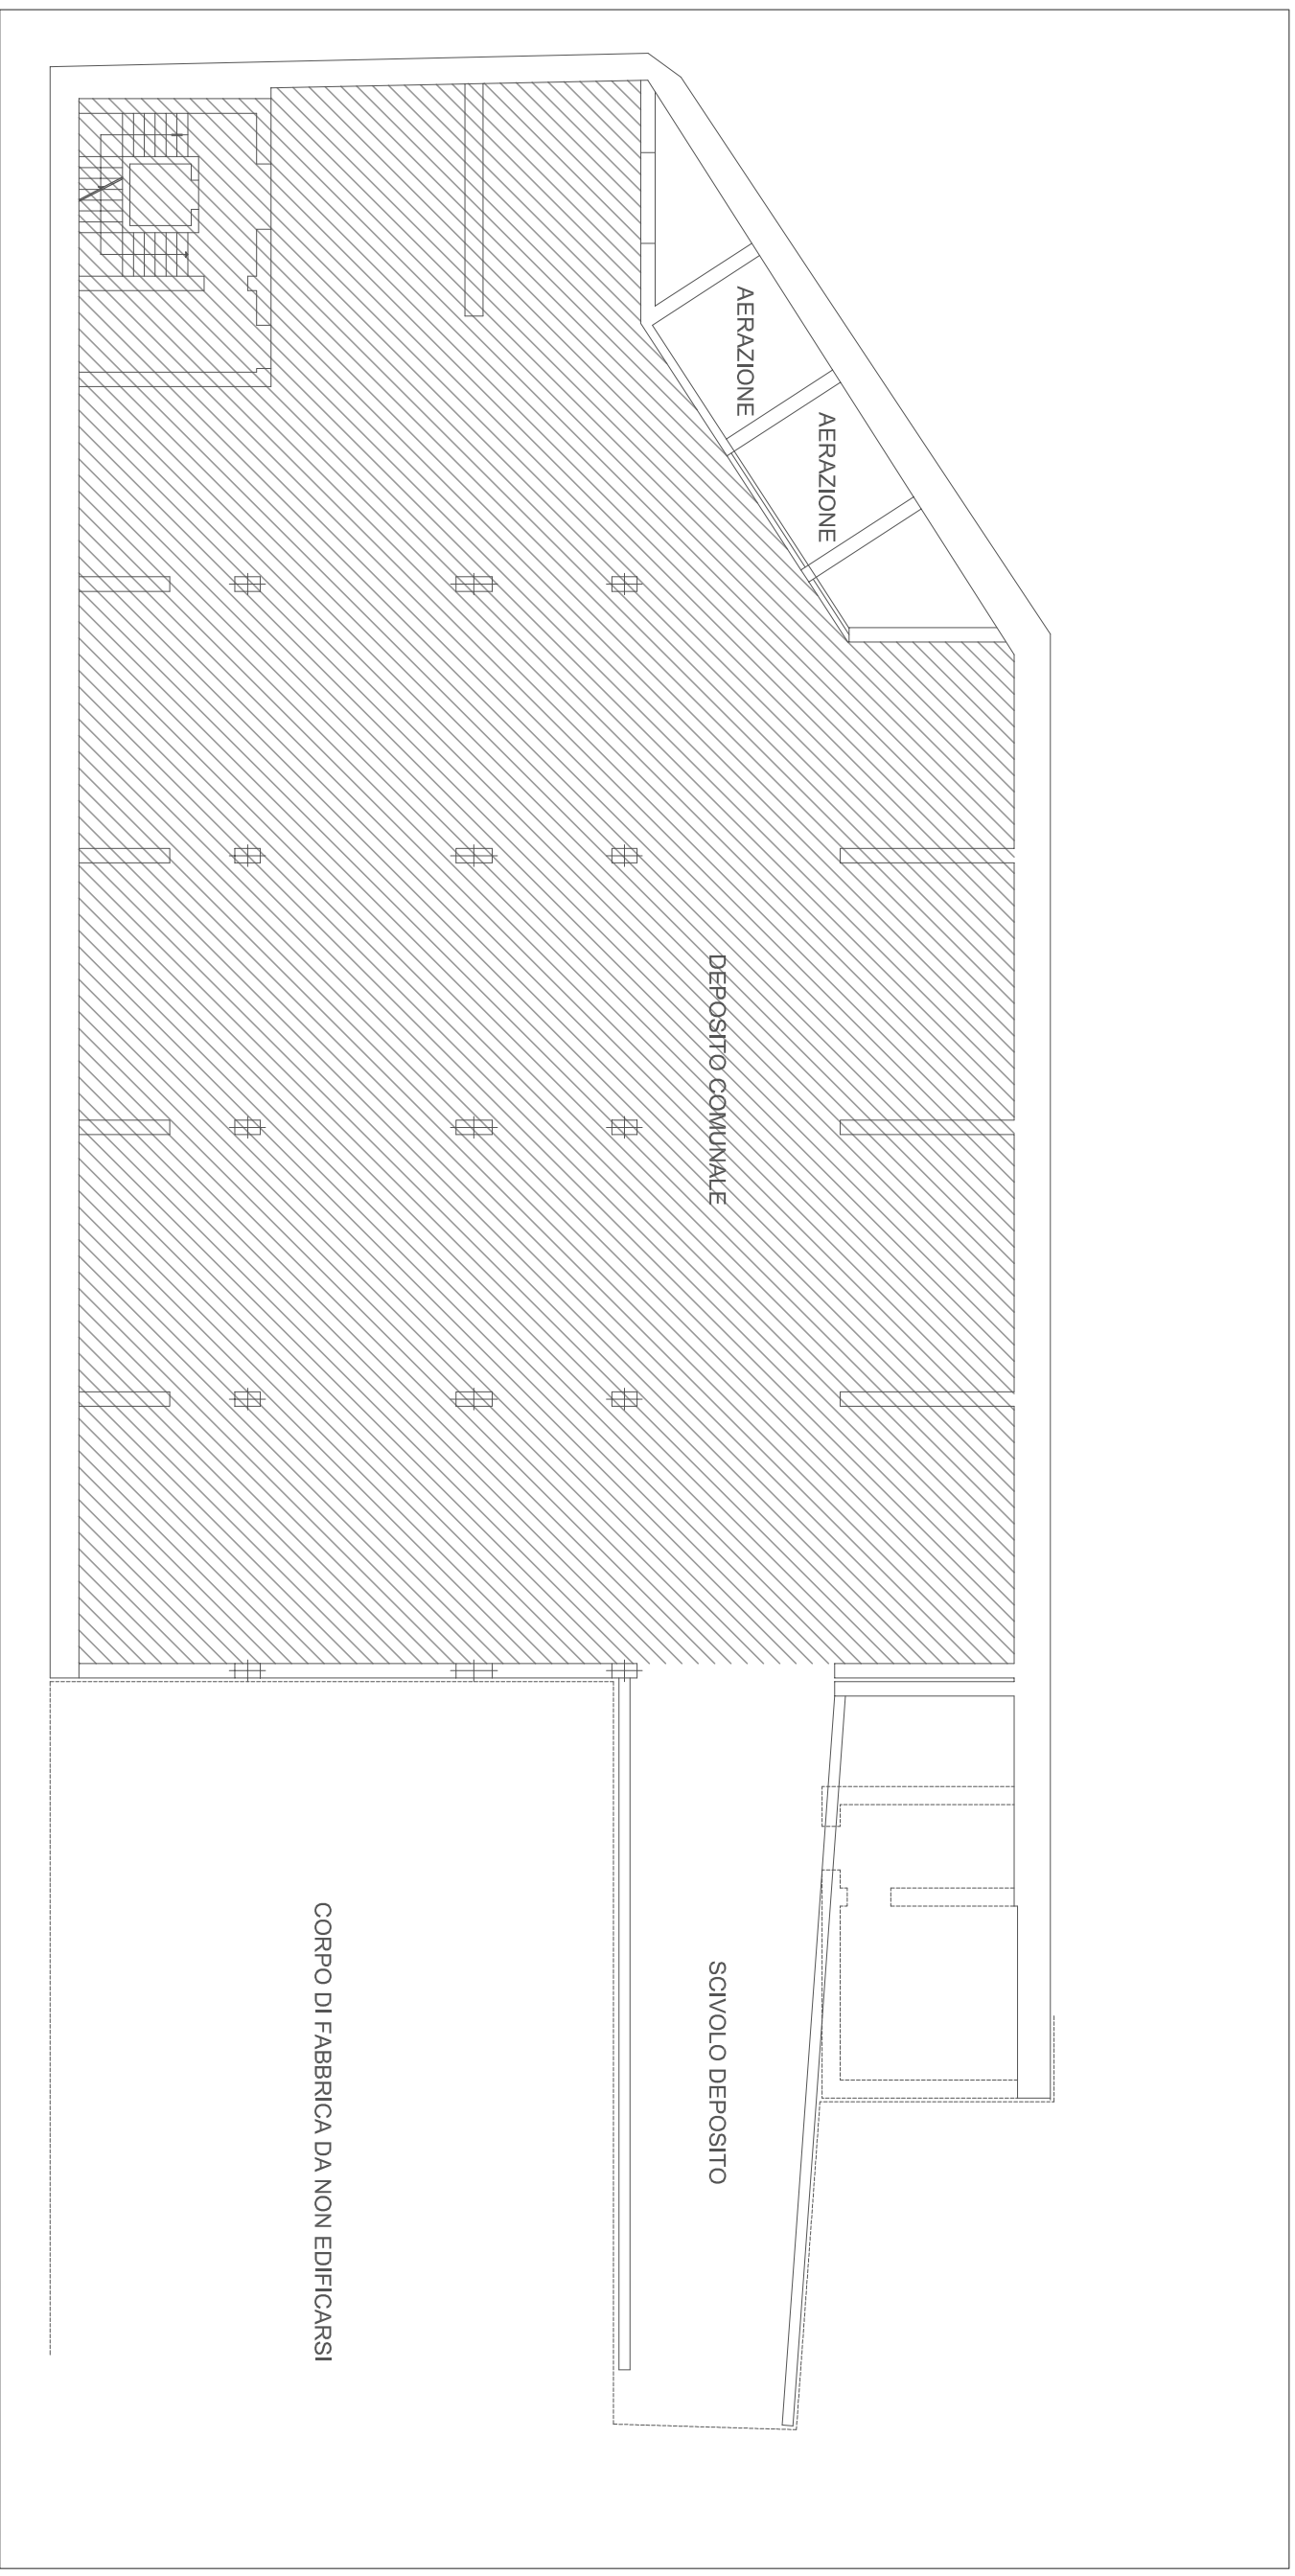 AERAZIONE
AERAZIONE
DEPOSITO COMUNALE
SCIVOLO DEPOSITO
CORPO DI FABBRICA DA NON EDIFICARSI